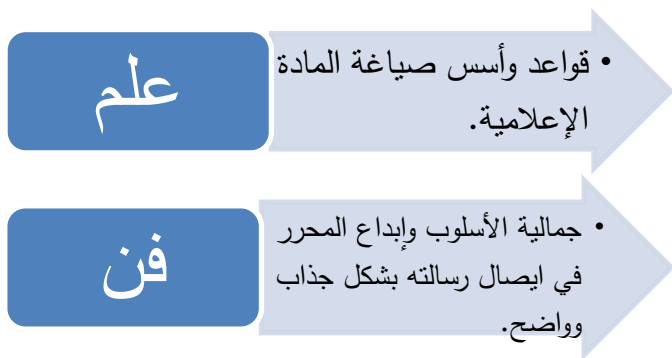 علم
• قواعد وأسس صياغة المادة
الإعلامية.
فن
• جمالية الأسلوب وإبداع المحرر
في ايصال رسالته بشكل جذاب
وواضح.